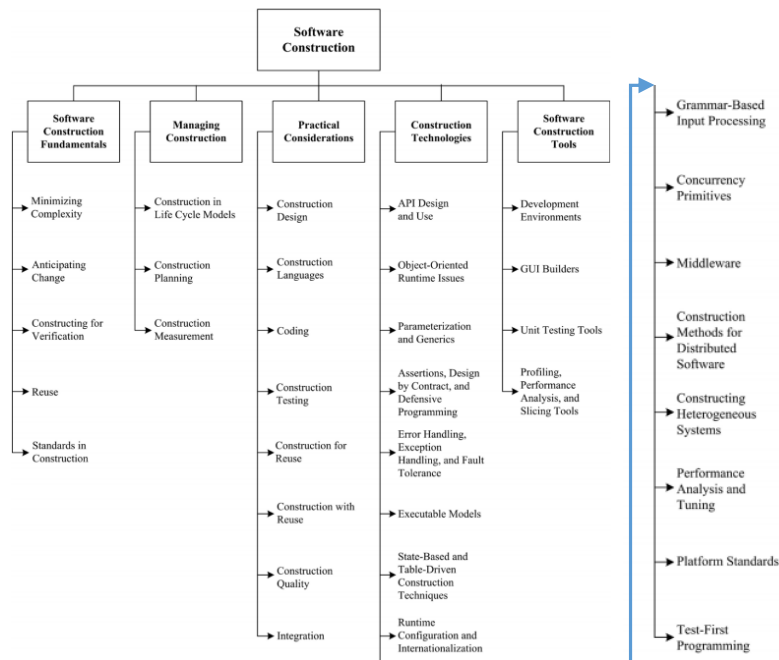 Software
Construction
Software
Construction
Fundamentals
Minimizing
Complexity
Anticipating
Change
Constructing for
Verification
Reuse
Standards in
Construction
Managing
Construction
Construction in
Life Cycle Models
Construction
Planning
Construction
Measurement
Practical
Considerations
Construction
Design
Construction
Languages
Coding
Construction
Testing
Construction for
Reuse
Construction with
Reuse
Construction
Quality
Integration
Construction
Technologies
API Design
and Use
Object-Oriented
Runtime Issues
Parameterization
and Generics
Assertions, Design
by Contract, and
Defensive
Programming
Error Handling,
Exception
Handling, and Fault
Tolerance
Executable Models
State-Based and
Table-Driven
Construction
Techniques
Runtime
Configuration and
Internationalization
Software
Construction
Tools
Development
Environments
GUI Builders
Unit Testing Tools
Profiling,
Performance
Analysis, and
Slicing Tools
Grammar-Based
Input Processing
Concurrency
Primitives
Middleware
Construction
Methods for
Distributed
Software
Constructing
Heterogeneous
Systems
Performance
Analysis and
Tuning
Platform Standards
Test-First
Programming